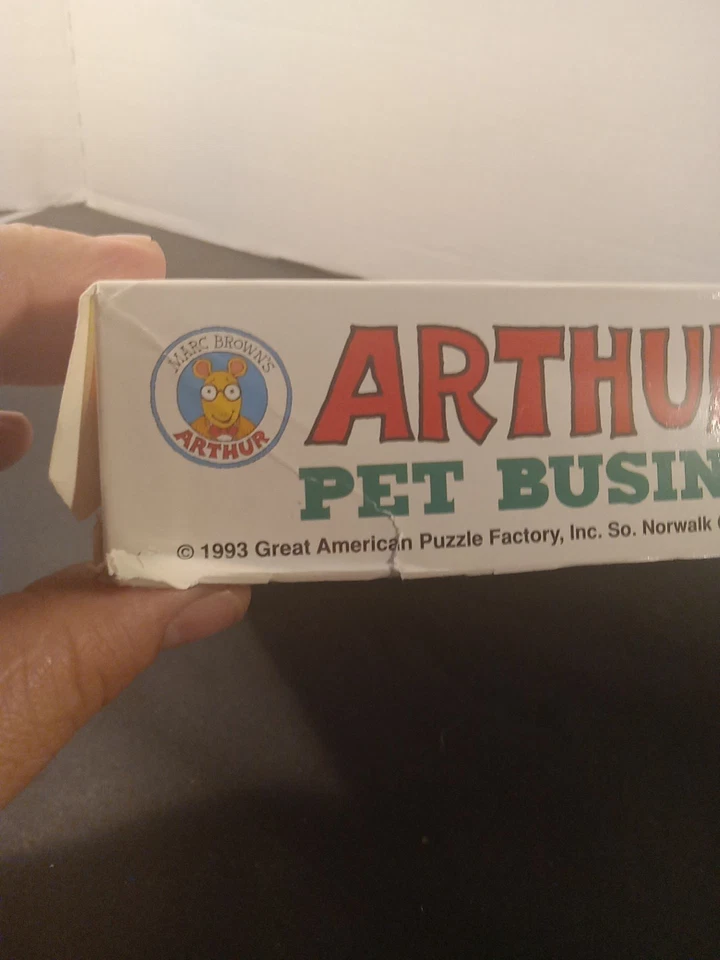 MARC BROWN'S
ARTHUR
ARTHU
PET BUSIN
© 1993 Great American Puzzle Factory, Inc. So. Norwalk